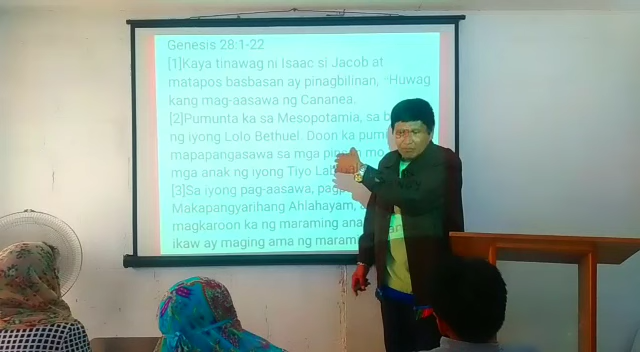 Genesis 28:1-22
[1]Kaya tinawag ni Isaac si Jacob at
matapos basbasan ay pinagbilinan, "Huwag
kang mag-aasawa ng Cananea.
[2]Pumunta ka sa Mesopotamia, sa
ng iyong Lolo Bethuel. Doon ka
mapapangasawa sa mga
mga anak ng iyong Tiyo
[3]Sa iyong pag-aasawa,
Makapangyarihang Ahlahayam,
magkaroon ka ng maraming
ikaw ay maging ama ng